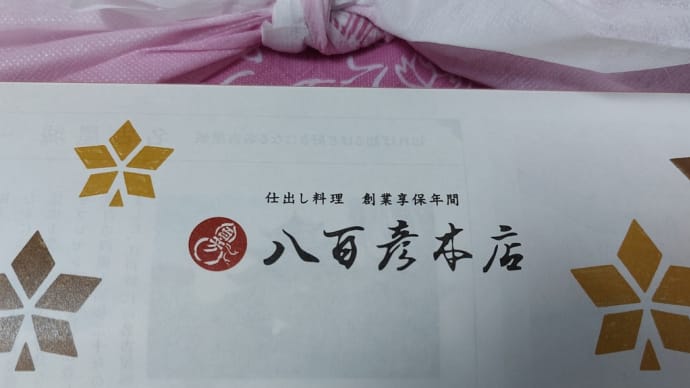 仕出し料理　創業享保年間
八百彦本店